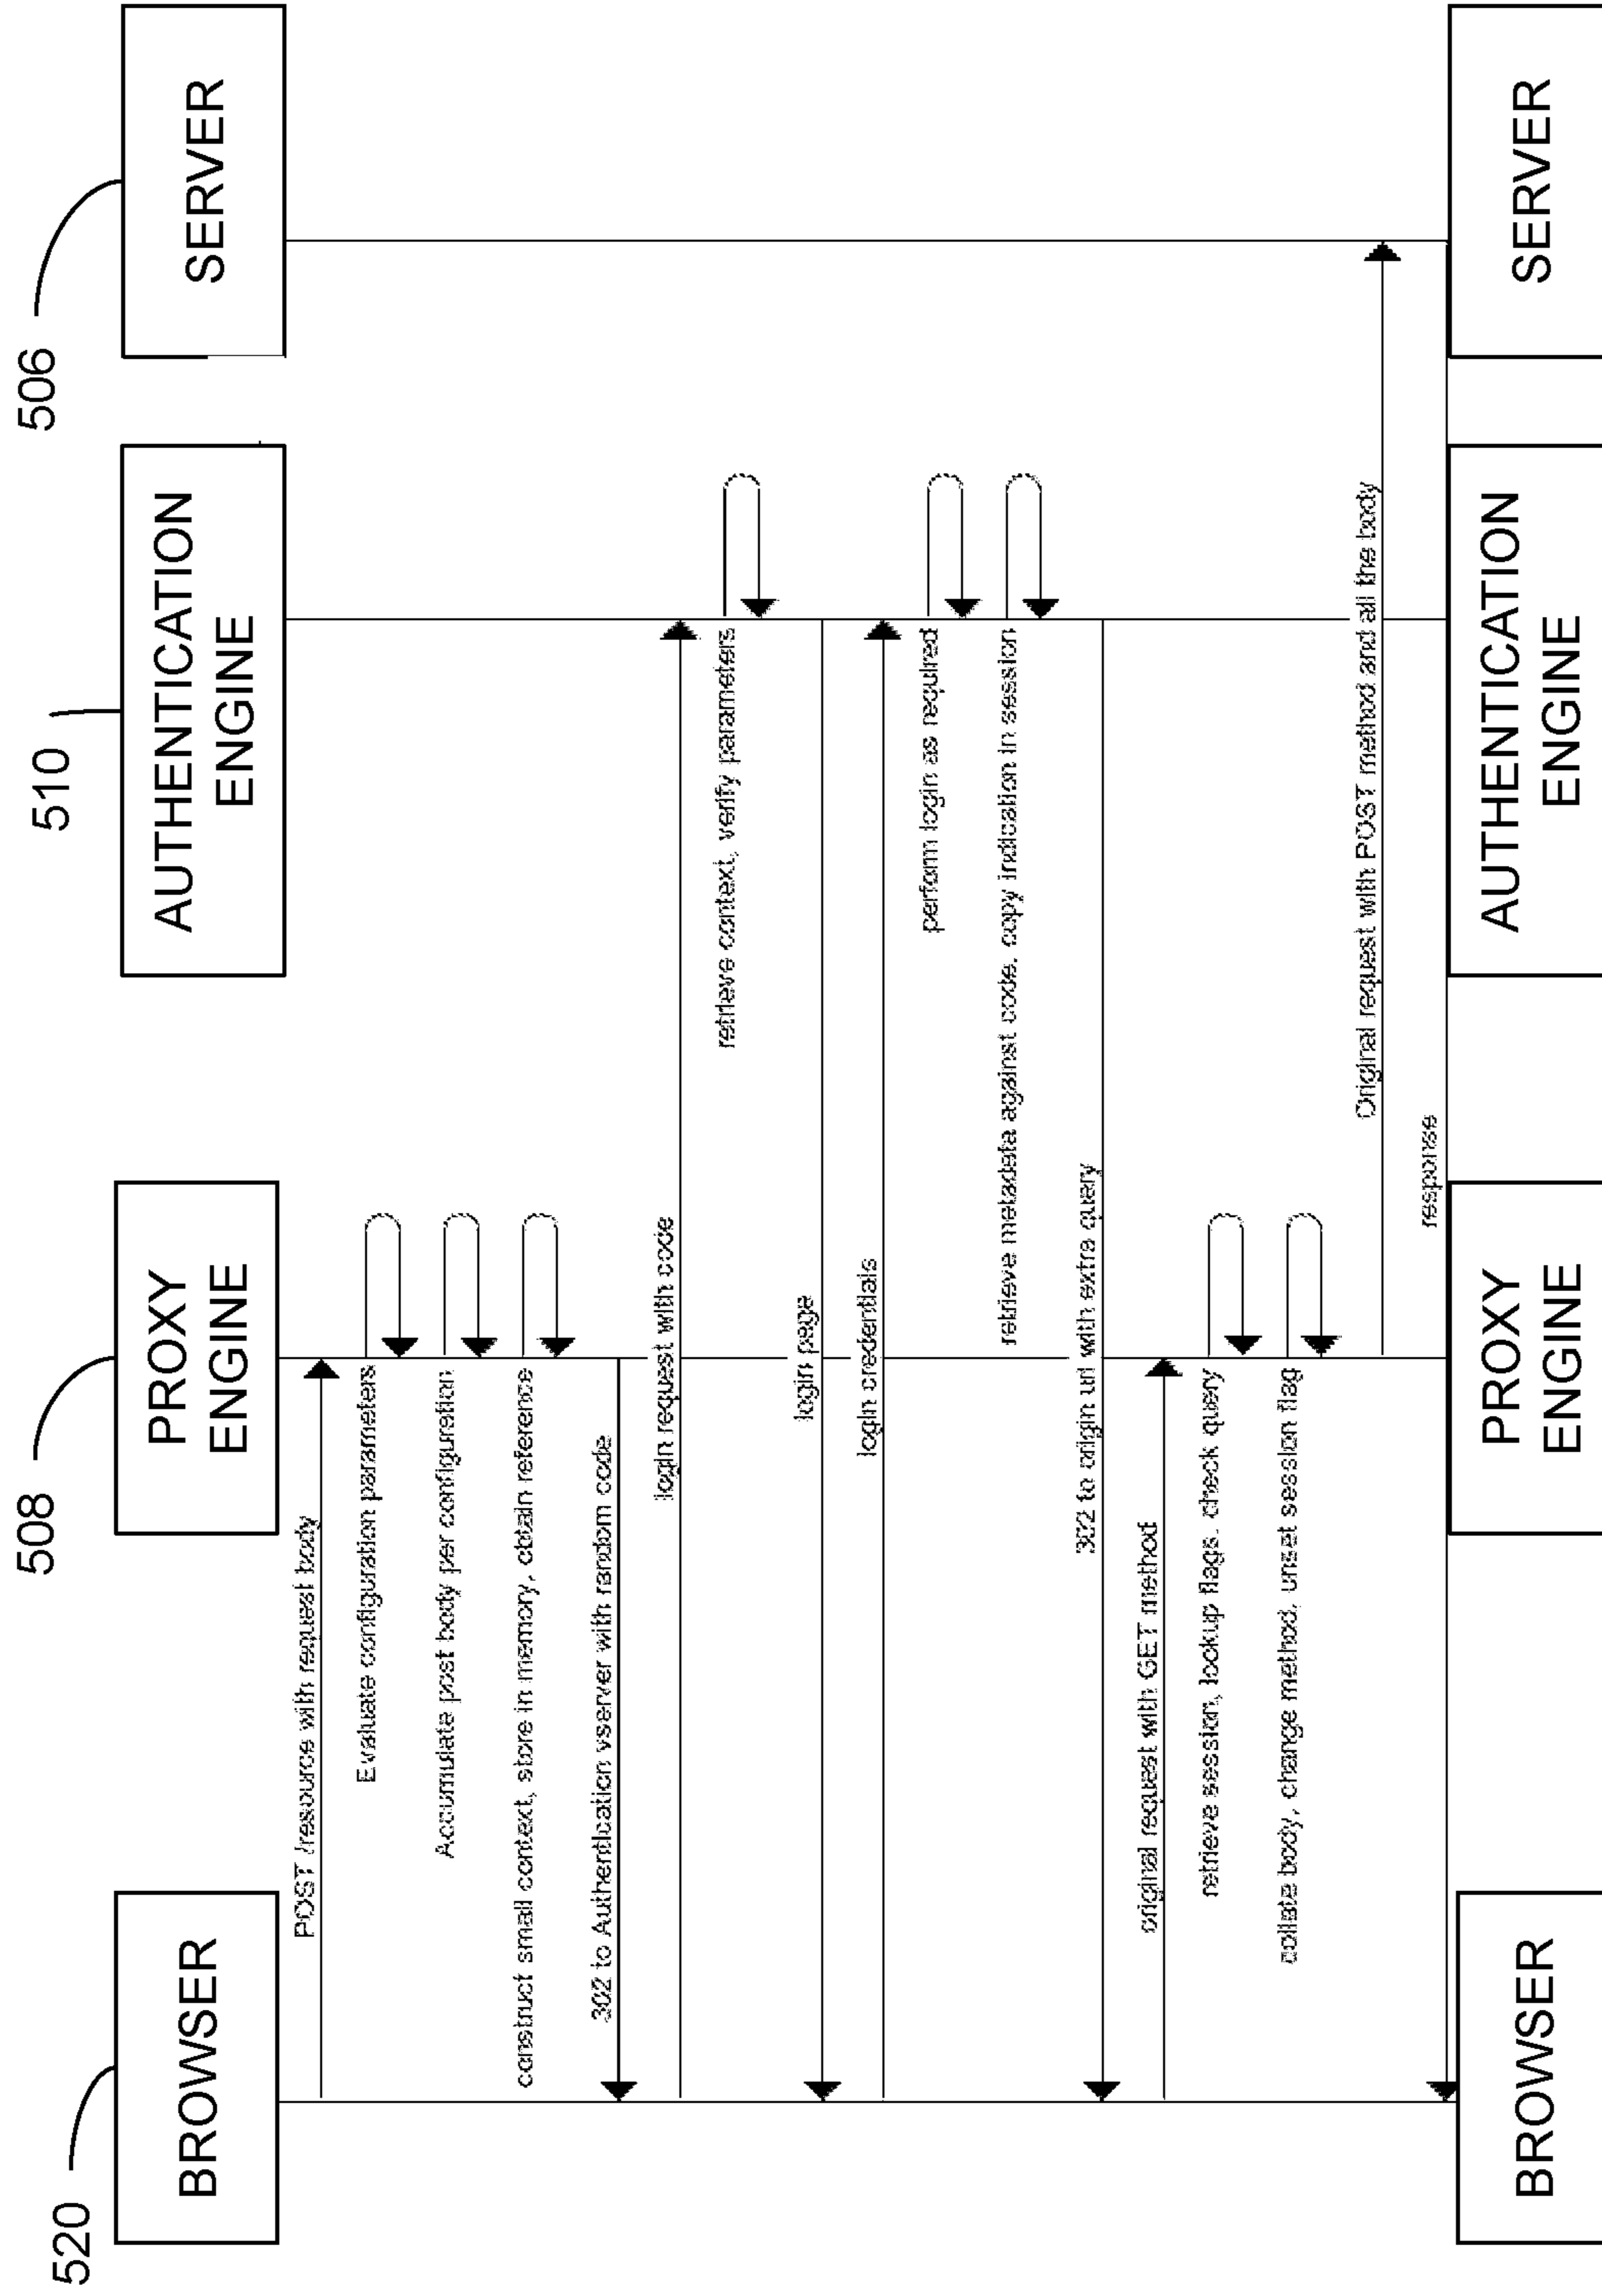 520
508
510
506
BROWSER
PROXY
ENGINE
AUTHENTICATION
ENGINE
SERVER
POST /resource with request body
Evaluate configuration parameters
Accumulate post body per configuration
construct small context, store in memory, obtain reference
302 to Authentication vserver with random code
login request with code
retrieve context, verify parameters
login page
login credentials
perform login as required
retrieve metadata against code, copy indication in session
302 to origin url with extra query
original request with GET method
retrieve session, lookup flags, check query
collate body, change method, unset session flag
Original request with POST method and all the body
response
BROWSER
PROXY
ENGINE
AUTHENTICATION
ENGINE
SERVER